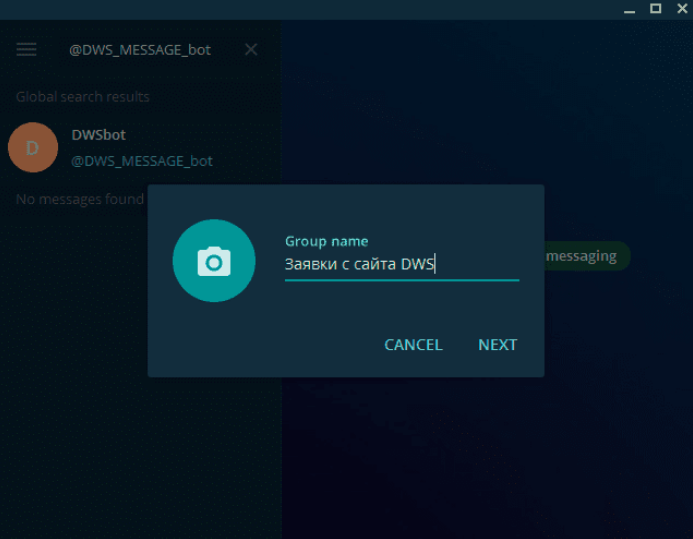 @DWS_MESSAGE_bot
Global search results
D
DWSbot
@DWS_MESSAGE_bot
No messages found
messaging
Group name
Заявки с сайта DWS
CANCEL NEXT